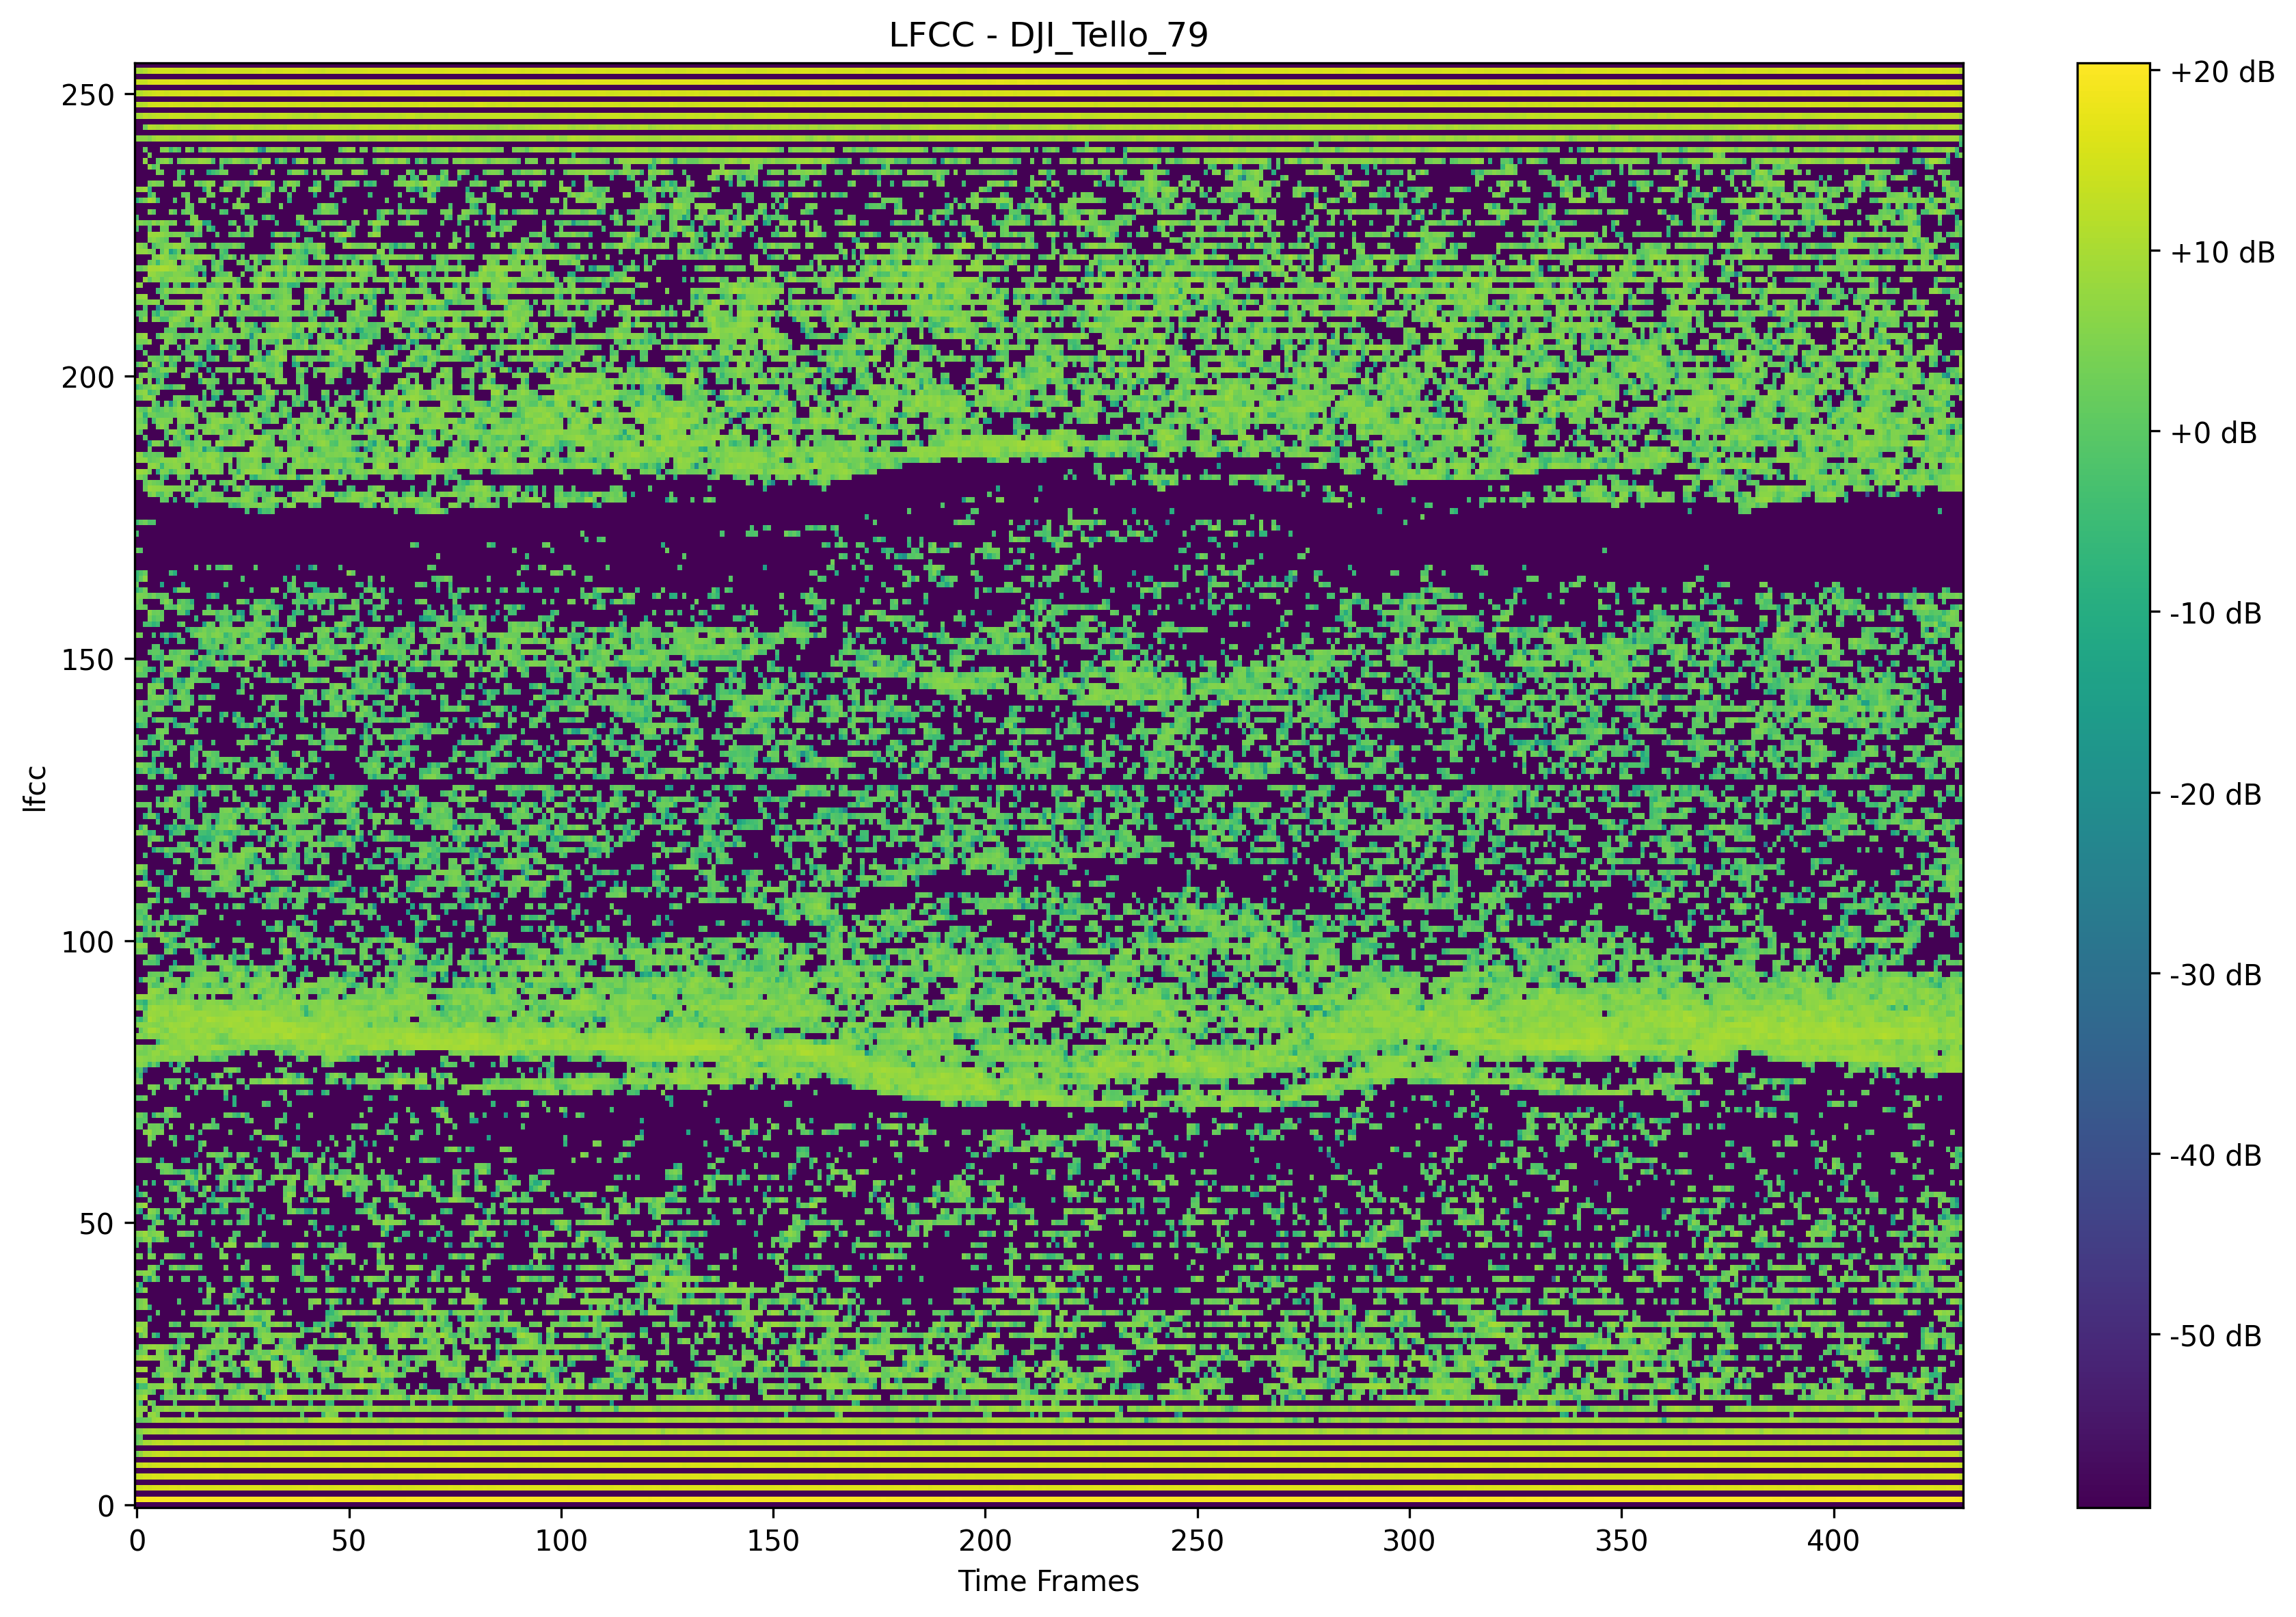 LFCC - DJI_Tello_79
250
200
150
100
50
0
lfcc
0 50 100 150 200 250 300 350 400
Time Frames
+20 dB
+10 dB
+0 dB
-10 dB
-20 dB
-30 dB
-40 dB
-50 dB